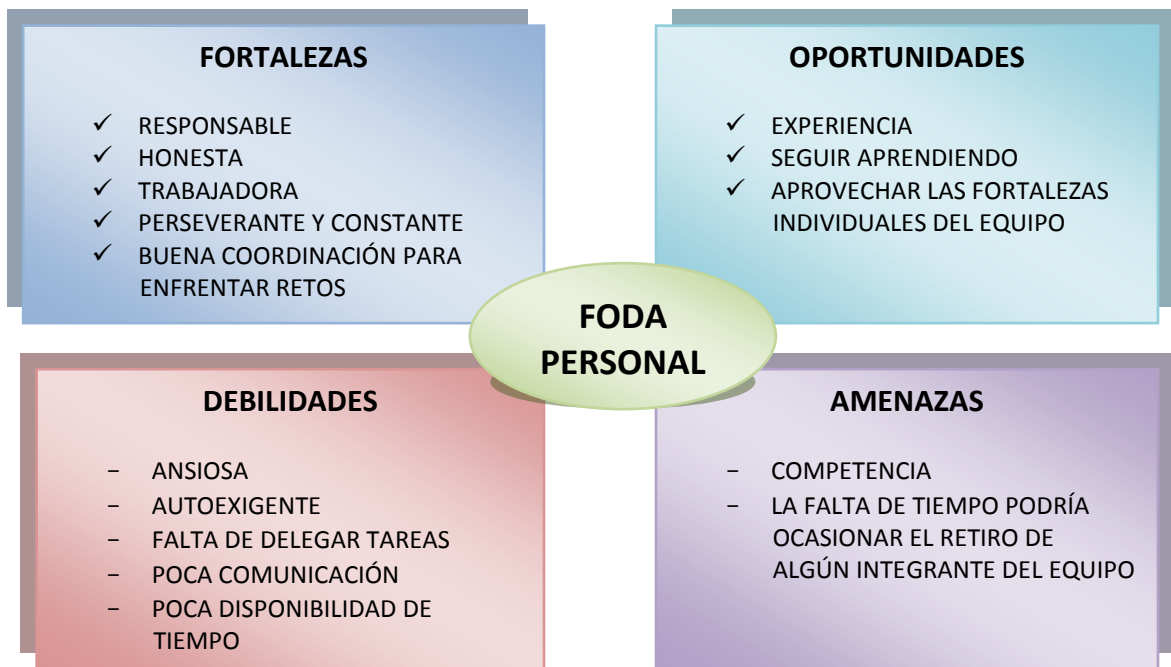 FORTALEZAS
✓ RESPONSABLE
✓ HONESTA
✓ TRABAJADORA
✓ PERSEVERANTE Y CONSTANTE
✓ BUENA COORDINACIÓN PARA
ENFRENTAR RETOS
OPORTUNIDADES
✓ EXPERIENCIA
✓ SEGUIR APRENDIENDO
✓ APROVECHAR LAS FORTALEZAS
INDIVIDUALES DEL EQUIPO
FODA
PERSONAL
DEBILIDADES
- ANSIOSA
- AUTOEXIGENTE
- FALTA DE DELEGAR TAREAS
- POCA COMUNICACIÓN
- POCA DISPONIBILIDAD DE
TIEMPO
AMENAZAS
- COMPETENCIA
- LA FALTA DE TIEMPO PODRÍA
OCASIONAR EL RETIRO DE
ALGÚN INTEGRANTE DEL EQUIPO